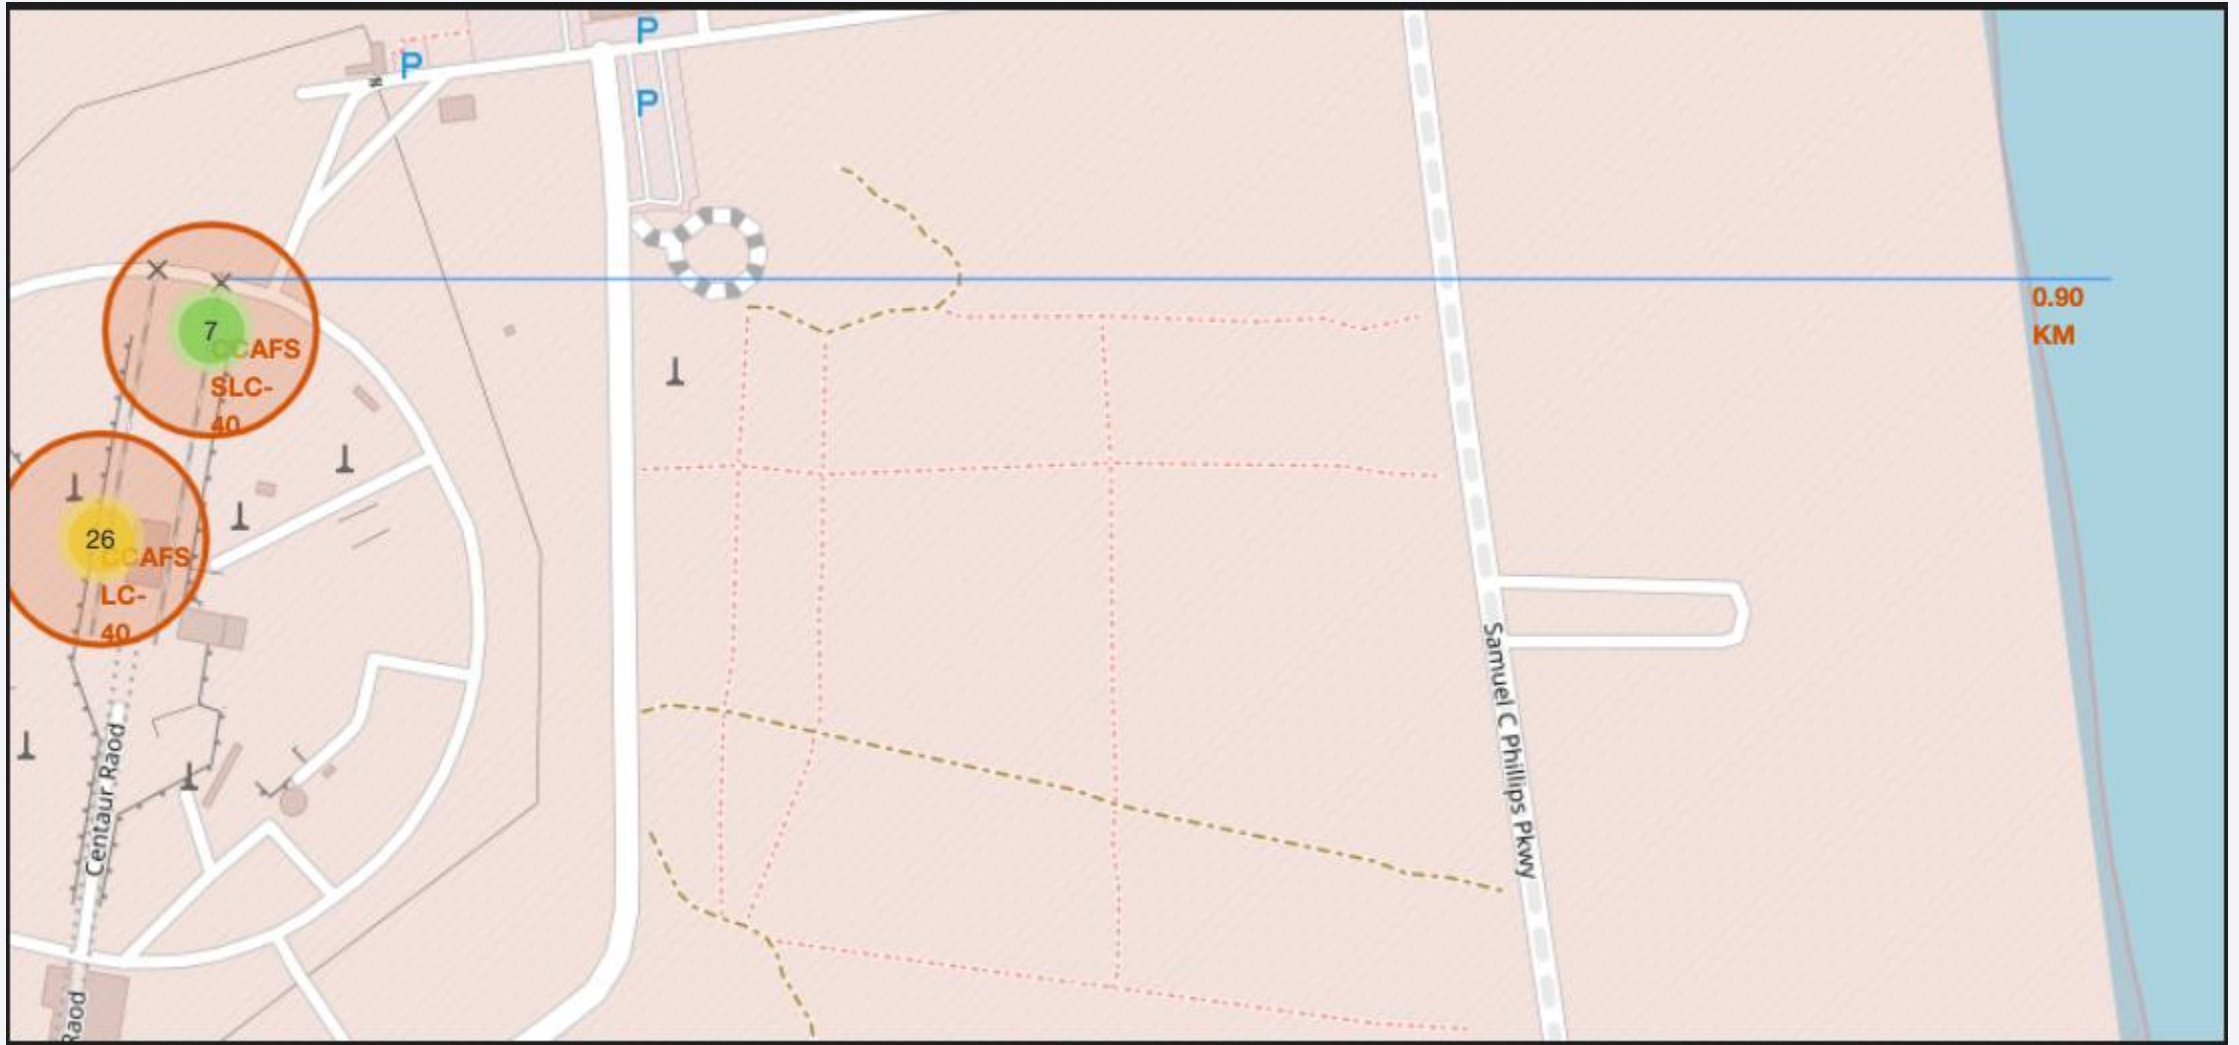 P
P
P
7
CCAFS
SLC-
40
0.90
KM
26
CCAFS
LC-
40
Samuel C Phillips Pkwy
Centaur Raod
Raod